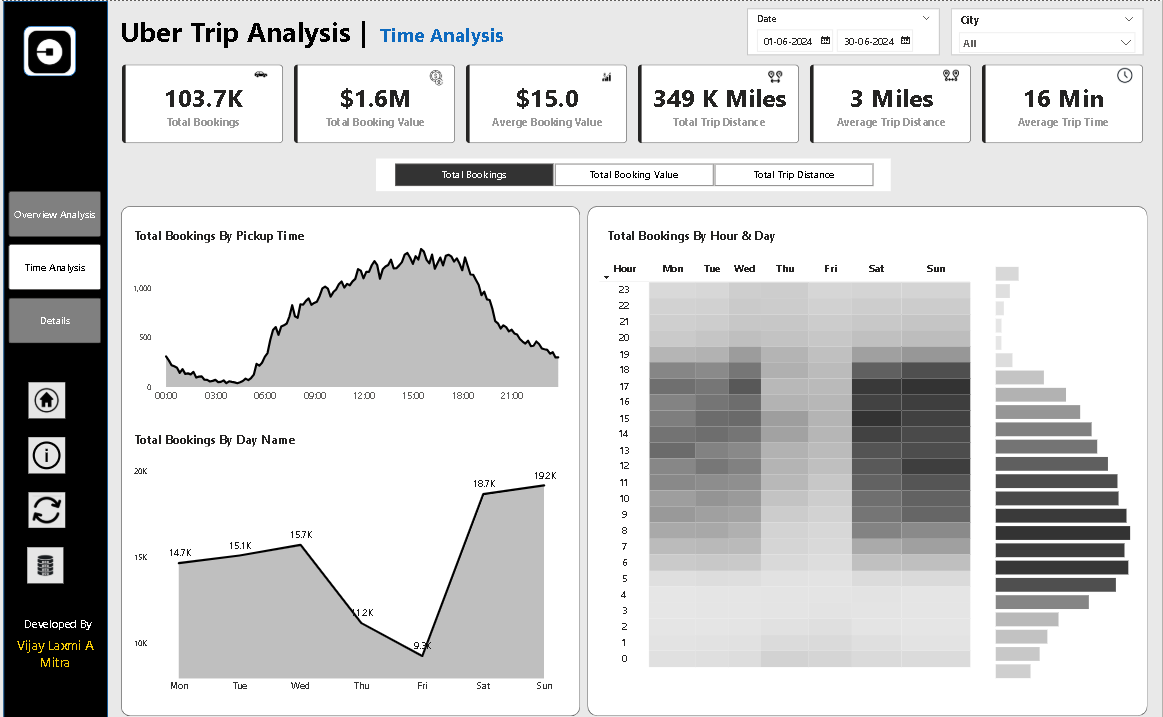 Uber Trip Analysis | Time Analysis
Date
01-06-2024 30-06-2024
City
All
103.7K
Total Bookings
$1.6M
Total Booking Value
$15.0
Averge Booking Value
349 K Miles
Total Trip Distance
3 Miles
Average Trip Distance
16 Min
Average Trip Time
Total Bookings Total Booking Value Total Trip Distance
Overview Analysis
Time Analysis
Details
Developed By
Vijay Laxmi A
Mitra
Total Bookings By Pickup Time
1,000
500
0
00:00 03:00 06:00 09:00 12:00 15:00 18:00 21:00
Total Bookings By Day Name
20K
15K
10K
14.7K 15.1K 15.7K 11.2K 9.3K 18.7K 19.2K
Mon Tue Wed Thu Fri Sat Sun
Total Bookings By Hour & Day
Hour Mon Tue Wed Thu Fri Sat Sun
23
22
21
20
19
18
17
16
15
14
13
12
11
10
9
8
7
6
5
4
3
2
1
0